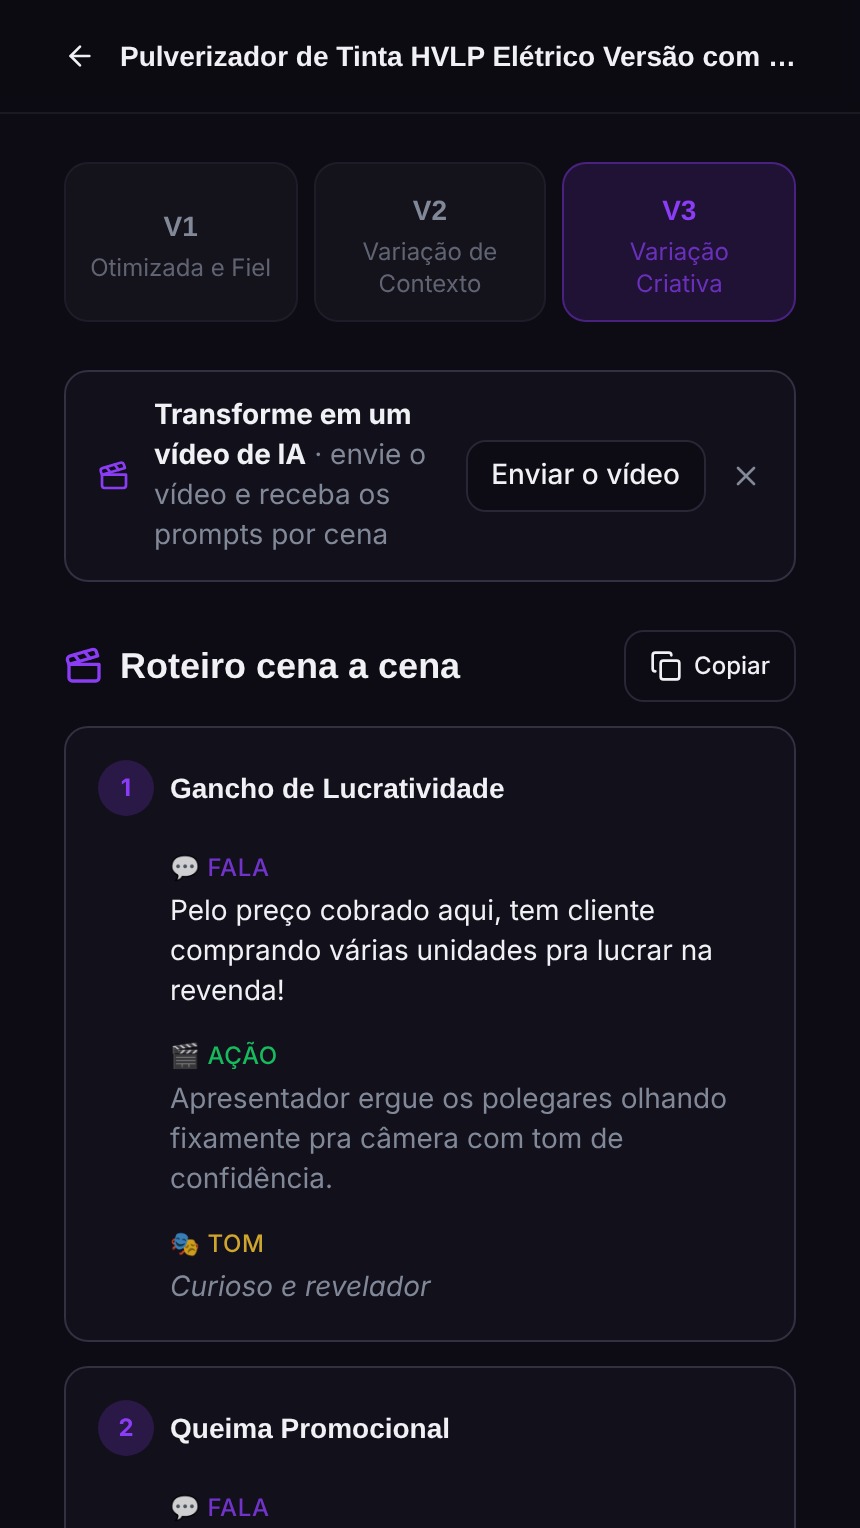 Pulverizador de Tinta HVLP Elétrico Versão com ...
V1
Otimizada e Fiel
V2
Variação de
Contexto
V3
Variação
Criativa
Transforme em um
vídeo de IA · envie o
vídeo e receba os
prompts por cena
Enviar o vídeo
Roteiro cena a cena
Copiar
1
Gancho de Lucratividade
💬 FALA
Pelo preço cobrado aqui, tem cliente
comprando várias unidades pra lucrar na
revenda!
🎬 AÇÃO
Apresentador ergue os polegares olhando
fixamente pra câmera com tom de
confidência.
🎭 TOM
Curioso e revelador
2
Queima Promocional
💬 FALA